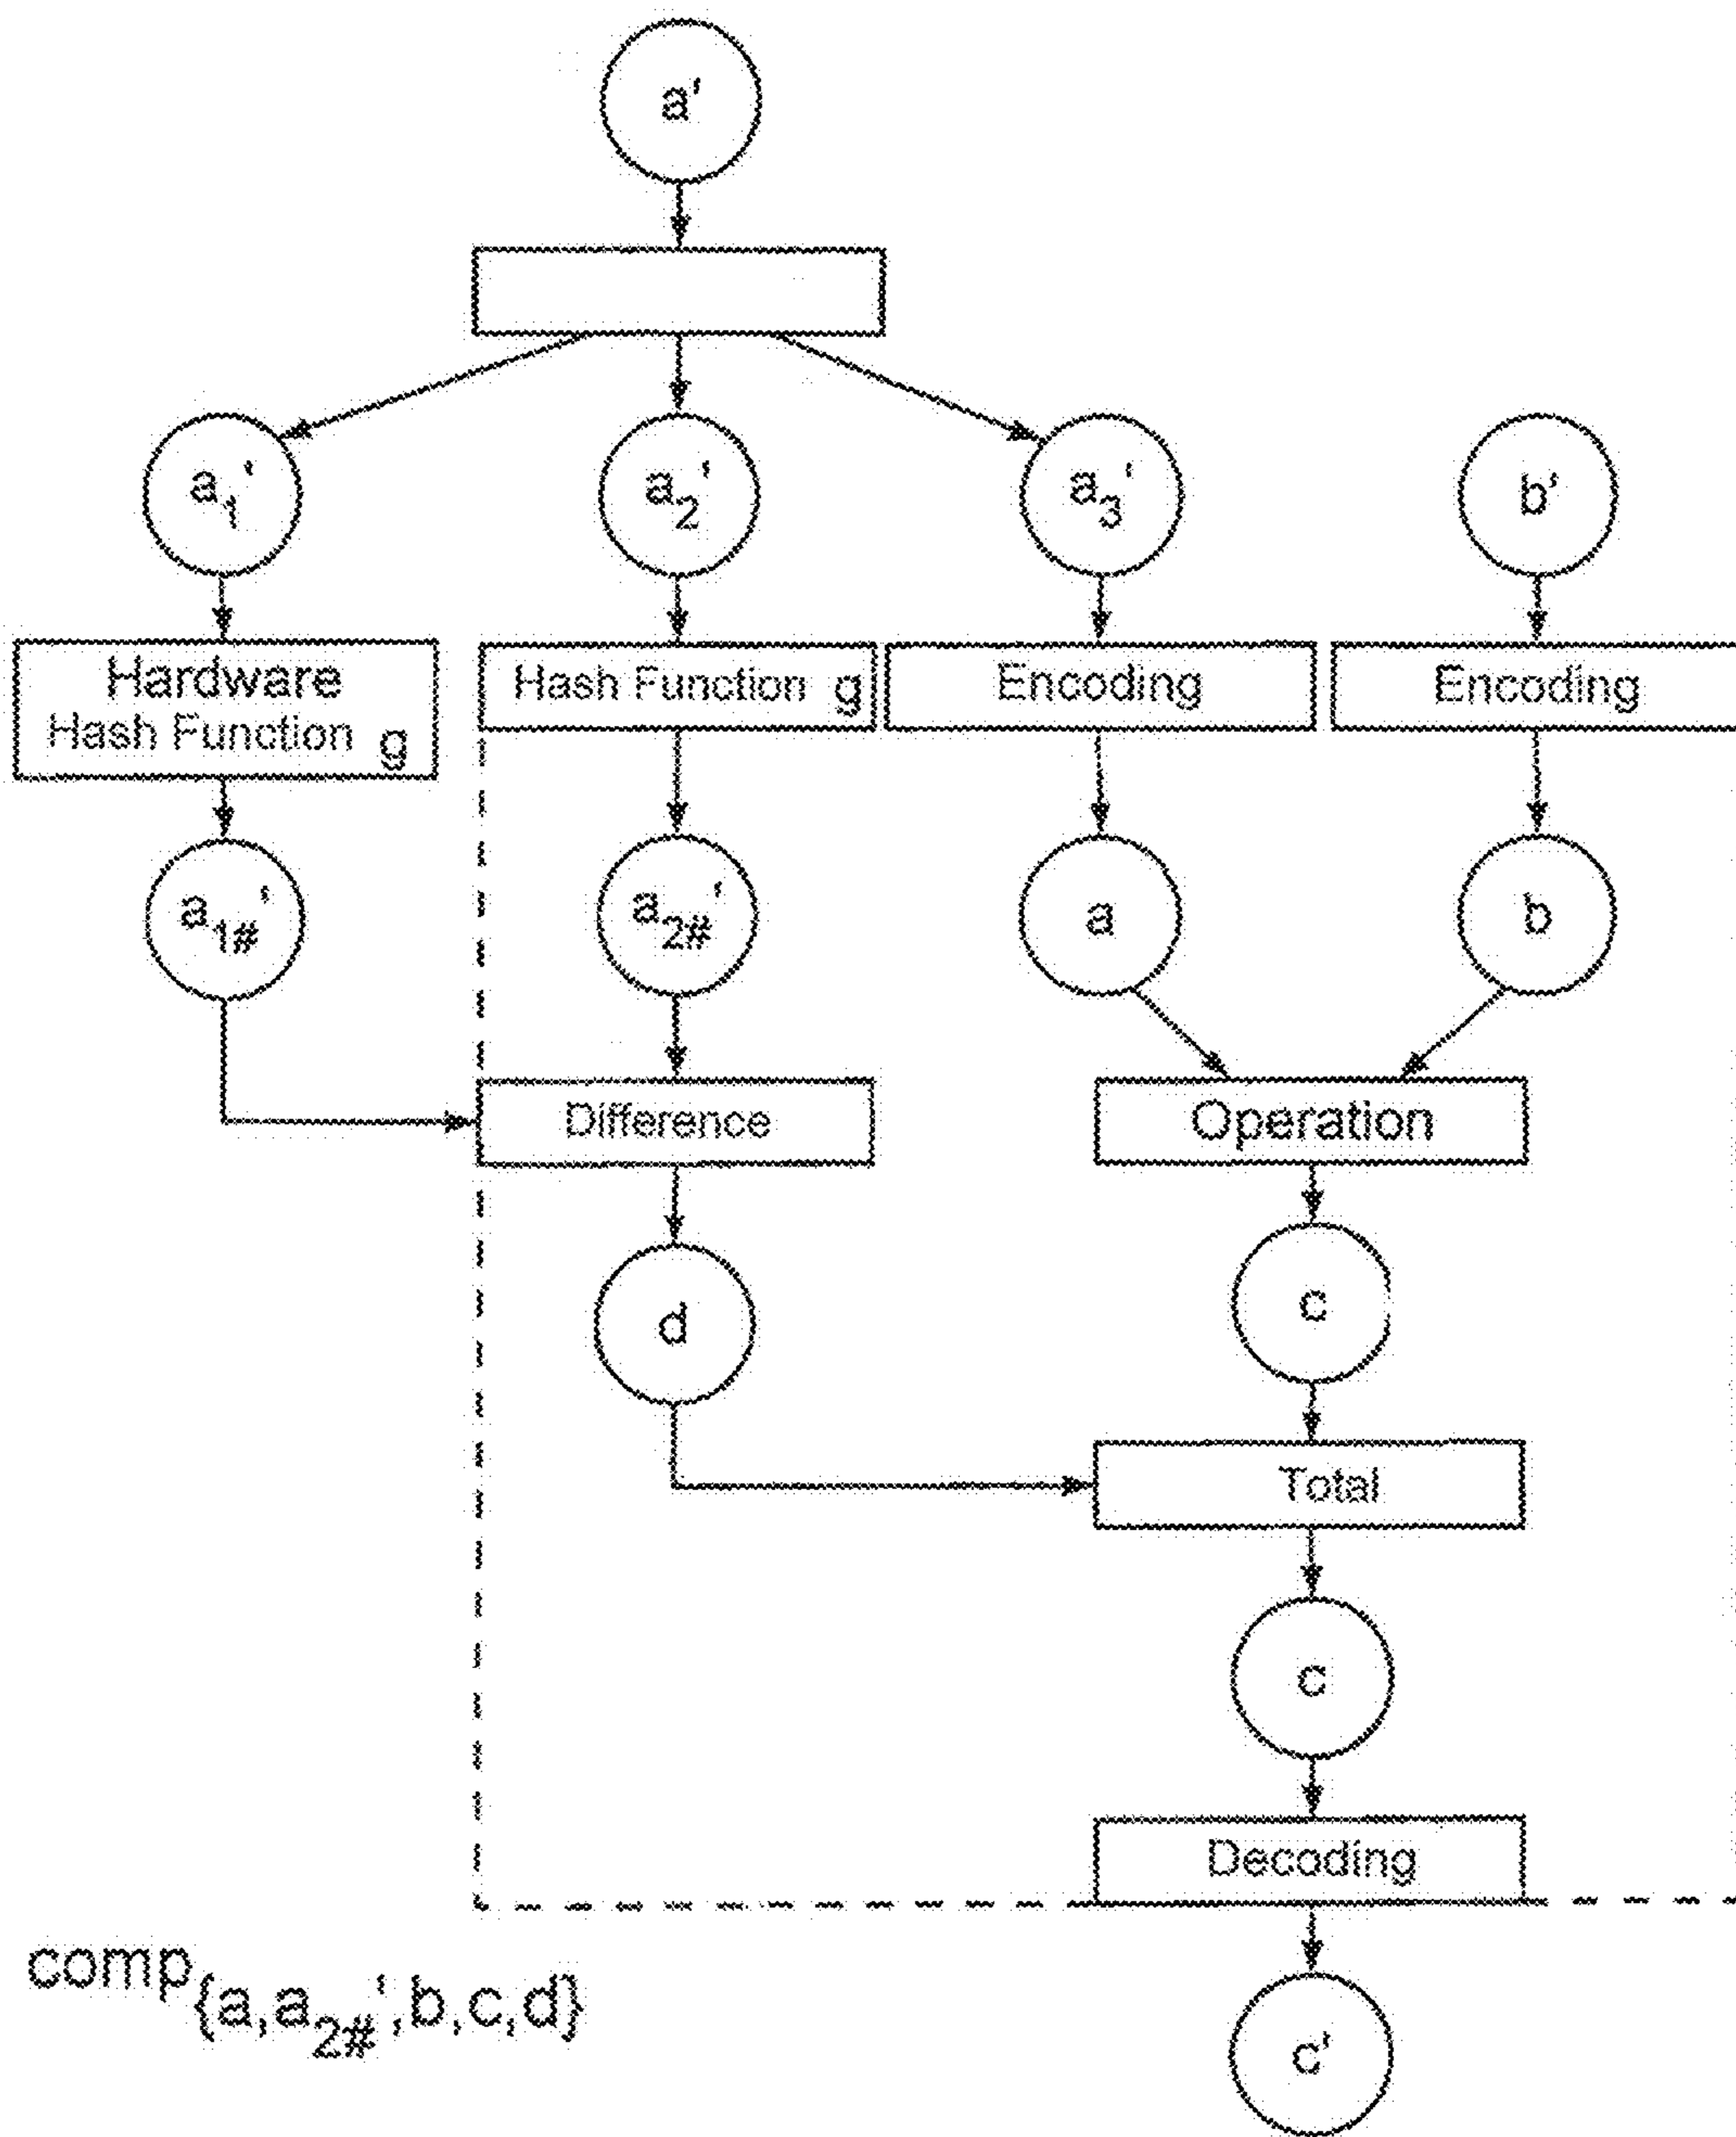 a'
a₁' a₂' a₃' b'
Hardware
Hash Function g
Hash Function g
Encoding
Encoding
a₁#' a₂#' a b
Difference
Operation
d
c
Total
c
Decoding
comp{a,a₂#',b,c,d}
c'